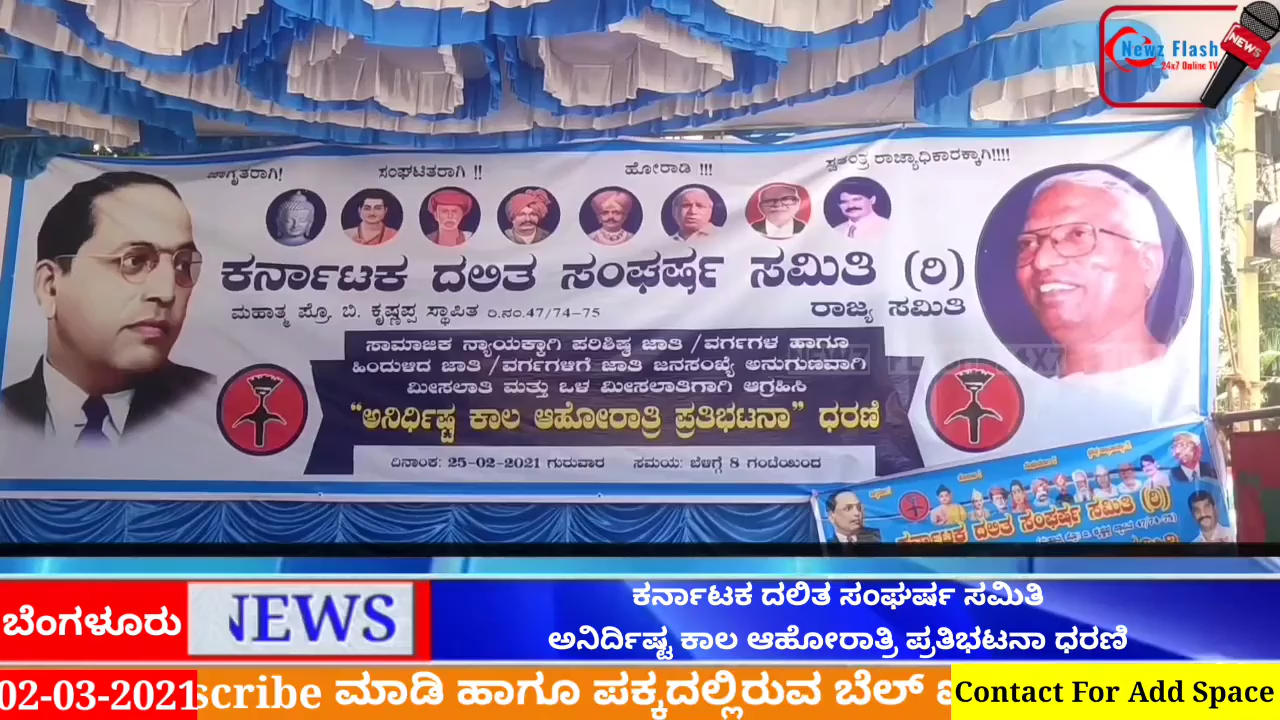 Newz Flash
24x7 Online TV
NEWS
ಜಾಗೃತರಾಗಿ! ಸಂಘಟಿತರಾಗಿ !! ಹೋರಾಡಿ !!! ಸ್ವತಂತ್ರ ರಾಜ್ಯಾಧಿಕಾರಕ್ಕಾಗಿ!!!!
ಕರ್ನಾಟಕ ದಲಿತ ಸಂಘರ್ಷ ಸಮಿತಿ (ರಿ)
ಮಹಾತ್ಮ ಪ್ರೊ. ಬಿ. ಕೃಷ್ಣಪ್ಪ ಸ್ಥಾಪಿತ ರಿ.ನಂ.47/74-75 ರಾಜ್ಯ ಸಮಿತಿ
ಸಾಮಾಜಿಕ ನ್ಯಾಯಕ್ಕಾಗಿ ಪರಿಶಿಷ್ಟ ಜಾತಿ /ವರ್ಗಗಳ ಹಾಗೂ
ಹಿಂದುಳಿದ ಜಾತಿ /ವರ್ಗಗಳಿಗೆ ಜಾತಿ ಜನಸಂಖ್ಯೆ ಅನುಗುಣವಾಗಿ
ಮೀಸಲಾತಿ ಮತ್ತು ಒಳ ಮೀಸಲಾತಿಗಾಗಿ ಆಗ್ರಹಿಸಿ
"ಅನಿರ್ಧಿಷ್ಟ ಕಾಲ ಆಹೋರಾತ್ರಿ ಪ್ರತಿಭಟನಾ" ಧರಣಿ
ದಿನಾಂಕ: 25-02-2021 ಗುರುವಾರ ಸಮಯ: ಬೆಳಿಗ್ಗೆ 8 ಗಂಟೆಯಿಂದ
ಕರ್ನಾಟಕ ದಲಿತ ಸಂಘರ್ಷ ಸಮಿತಿ (ರಿ)
ಬೆಂಗಳೂರು
NEWS
ಕರ್ನಾಟಕ ದಲಿತ ಸಂಘರ್ಷ ಸಮಿತಿ
ಅನಿರ್ದಿಷ್ಟ ಕಾಲ ಆಹೋರಾತ್ರಿ ಪ್ರತಿಭಟನಾ ಧರಣಿ
02-03-2021 scribe ಮಾಡಿ ಹಾಗೂ ಪಕ್ಕದಲ್ಲಿರುವ ಬೆಲ್ Contact For Add Space